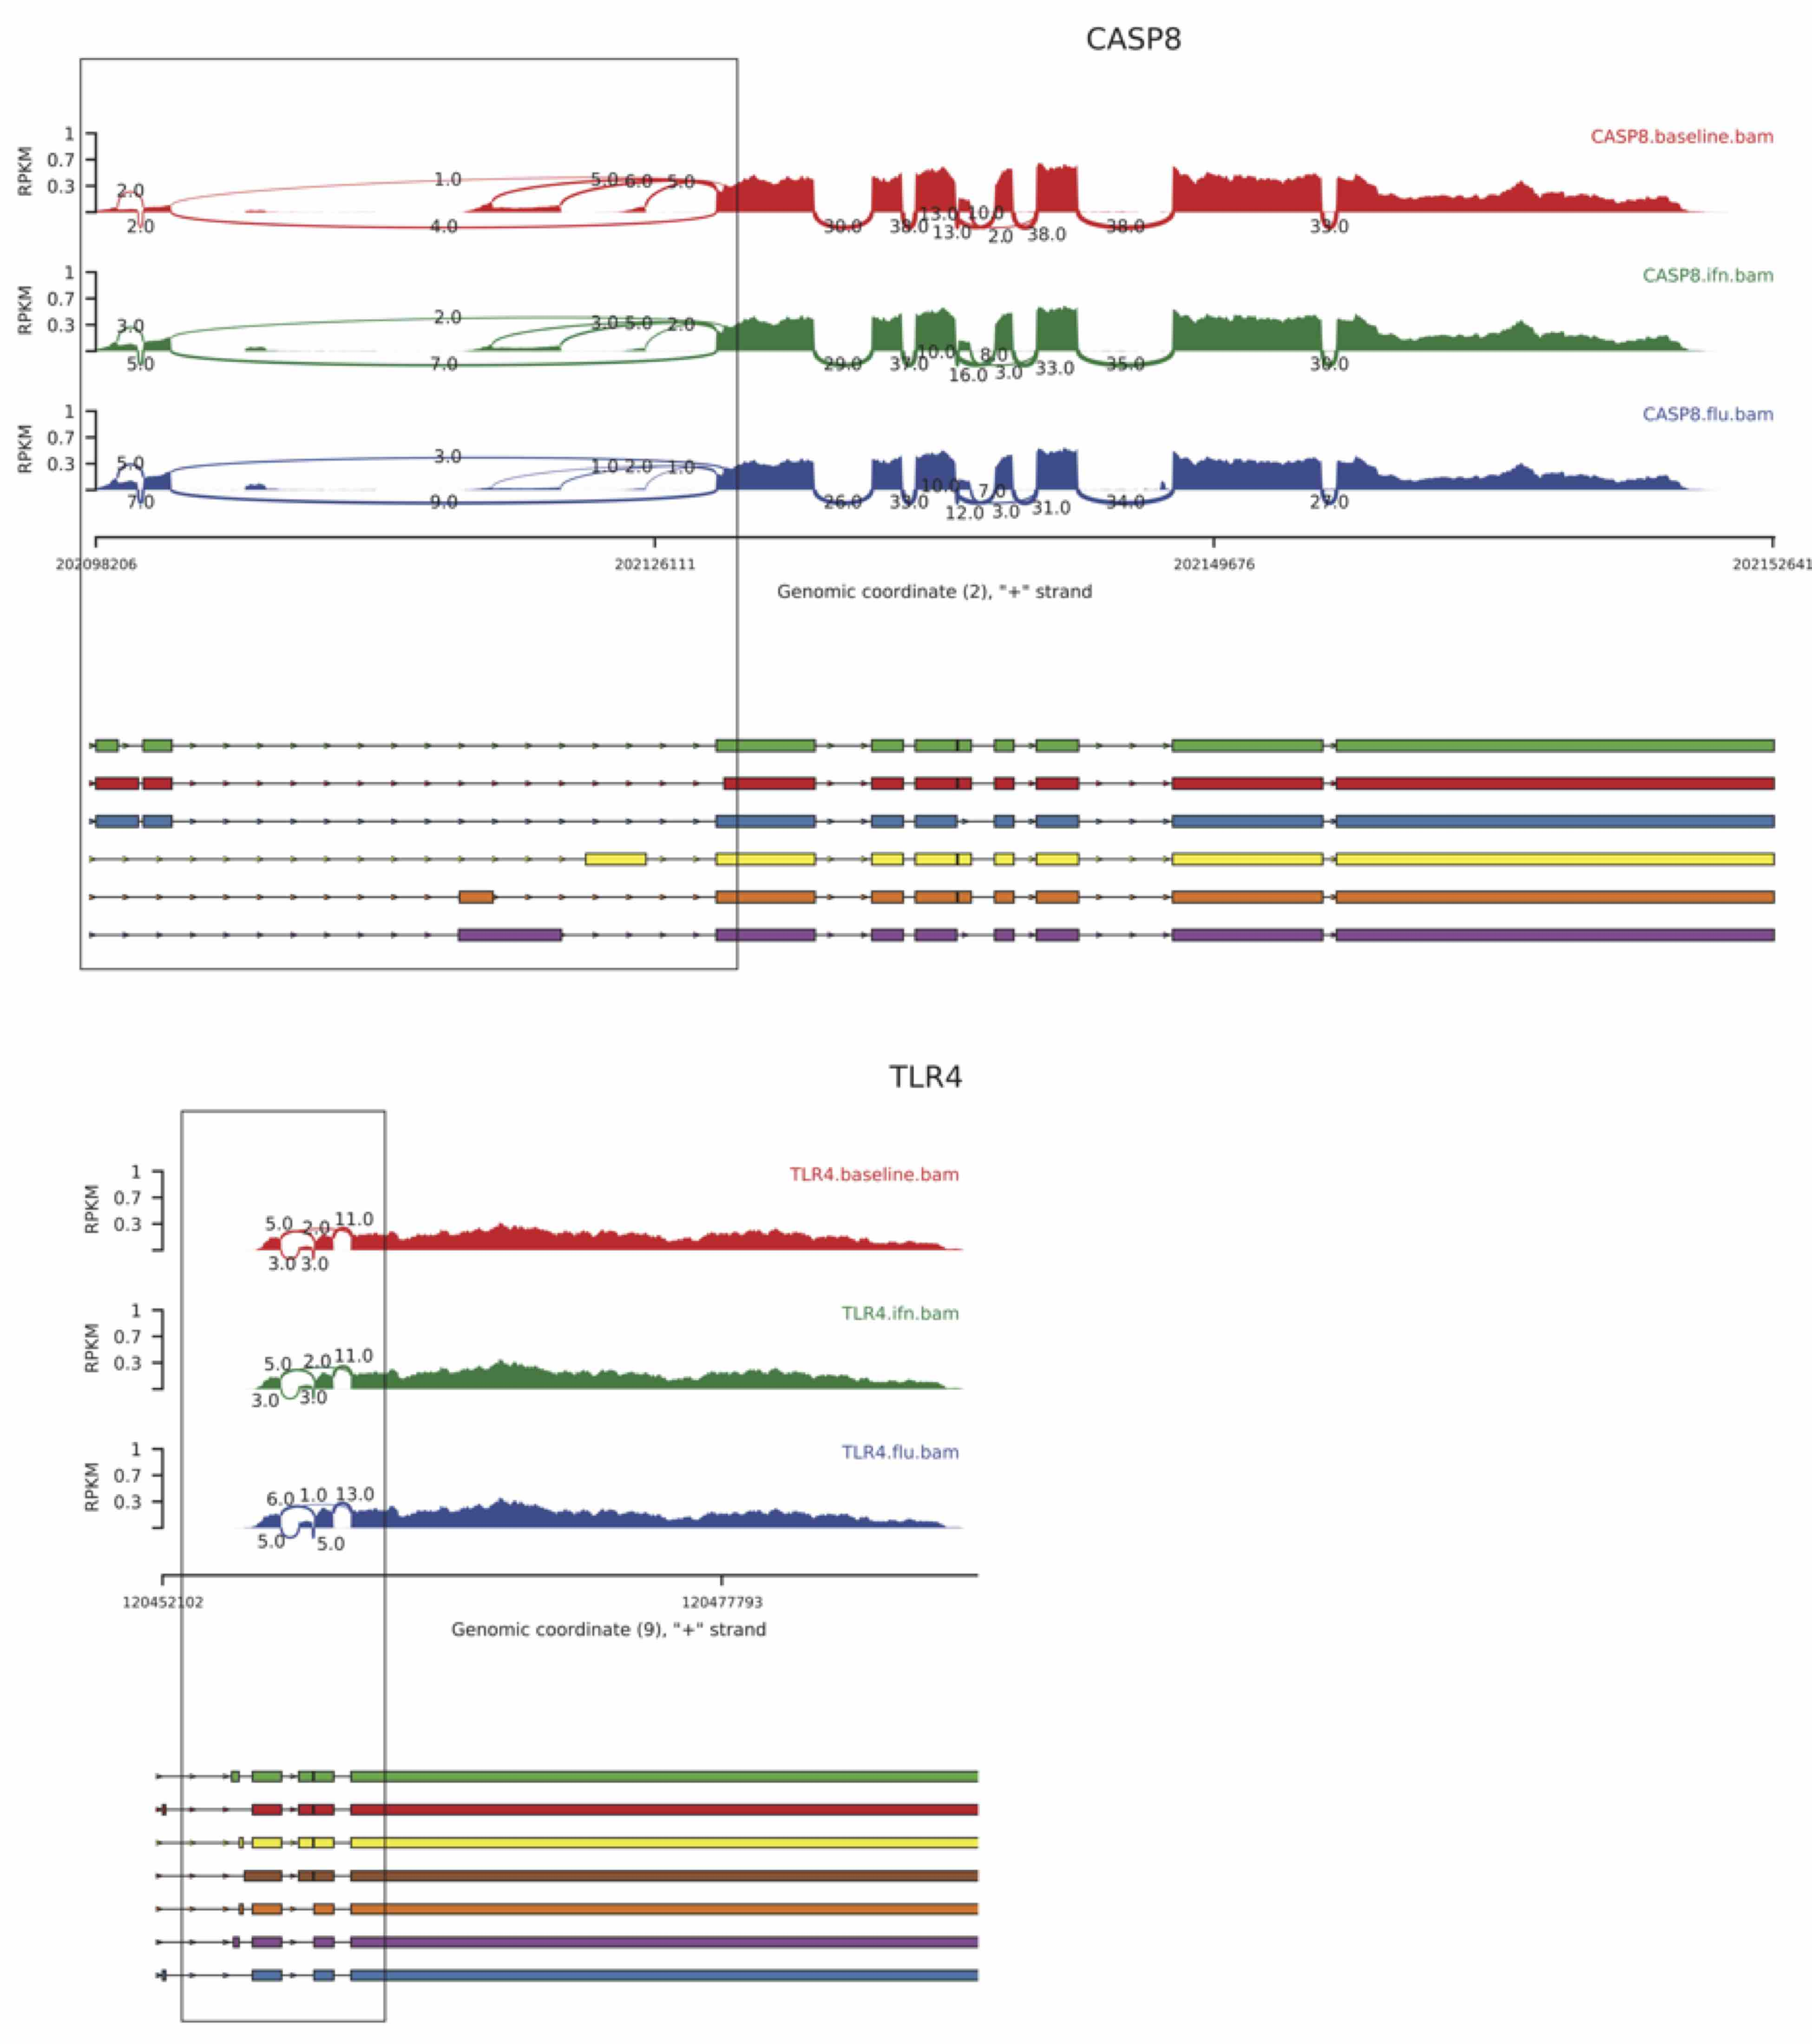 CASP8
CASP8.baseline.bam
RPKM
1
0.7
0.3
2.0
1.0
5.0 6.0 5.0
2.0
4.0
30.0
38.0
13.0
13.0
10.0
2.0
38.0
38.0
33.0
CASP8.ifn.bam
RPKM
1
0.7
0.3
3.0
2.0
3.0 5.0 2.0
5.0
7.0
29.0
37.0
10.0
16.0
8.0
3.0
33.0
35.0
30.0
CASP8.flu.bam
RPKM
1
0.7
0.3
5.0
3.0
1.0 2.0 1.0
7.0
9.0
26.0
33.0
10.0
12.0
7.0
3.0
31.0
34.0
27.0
202098206 202126111 202149676 202152641
Genomic coordinate (2), "+" strand
TLR4
TLR4.baseline.bam
RPKM
1
0.7
0.3
5.0 2.0 11.0
3.0 3.0
TLR4.ifn.bam
RPKM
1
0.7
0.3
5.0 2.0 11.0
3.0 3.0
TLR4.flu.bam
RPKM
1
0.7
0.3
6.0 1.0 13.0
5.0 5.0
120452102 120477793
Genomic coordinate (9), "+" strand